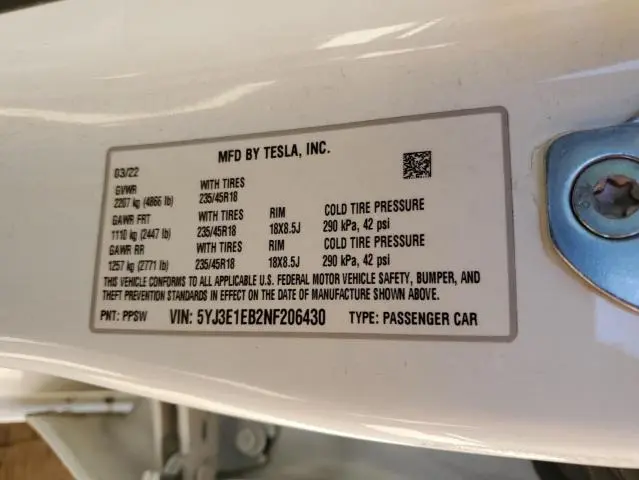 MFD BY TESLA, INC.
03/22
GVWR WITH TIRES
2207 kg (4866 lb) 235/45R18
GAWR FRT WITH TIRES RIM COLD TIRE PRESSURE
1110 kg (2447 lb) 235/45R18 18X8.5J 290 kPa, 42 psi
GAWR RR WITH TIRES RIM COLD TIRE PRESSURE
1257 kg (2771 lb) 235/45R18 18X8.5J 290 kPa, 42 psi
THIS VEHICLE CONFORMS TO ALL APPLICABLE U.S. FEDERAL MOTOR VEHICLE SAFETY, BUMPER, AND
THEFT PREVENTION STANDARDS IN EFFECT ON THE DATE OF MANUFACTURE SHOWN ABOVE.
PNT: PPSW VIN: 5YJ3E1EB2NF206430 TYPE: PASSENGER CAR